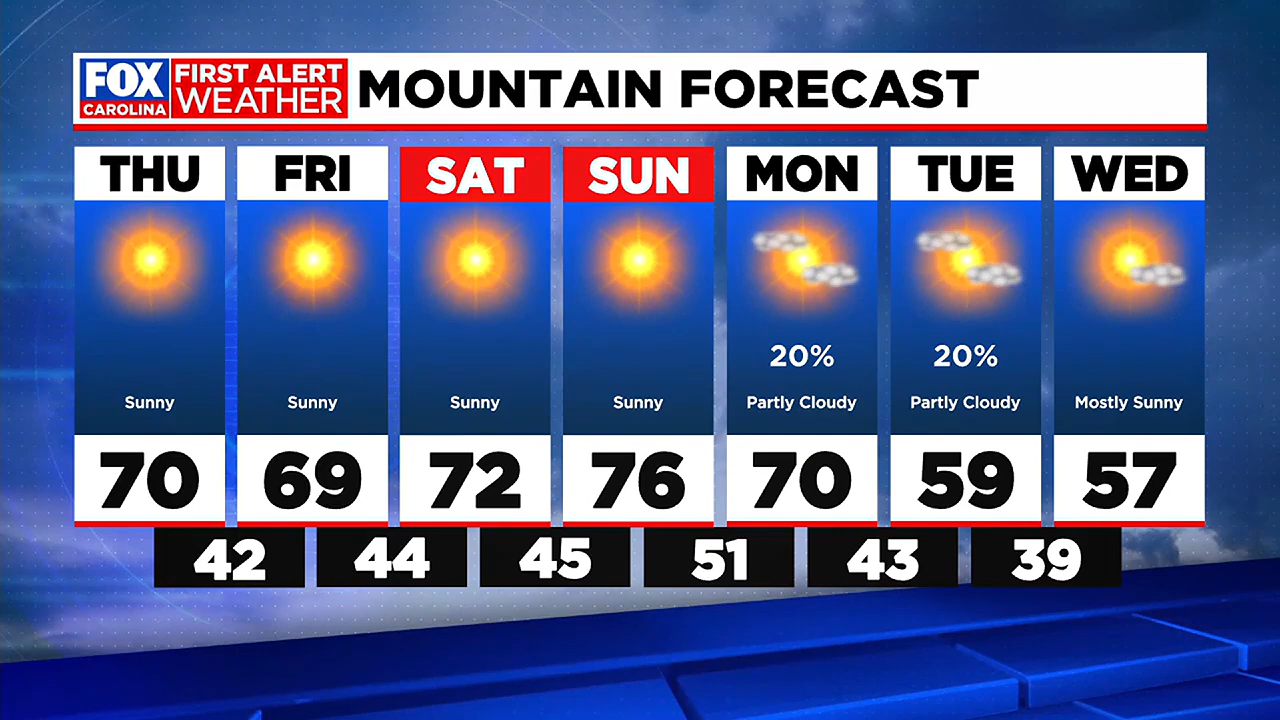 FOX
CAROLINA
FIRST ALERT
WEATHER
MOUNTAIN FORECAST
THU FRI SAT SUN MON TUE WED
20% 20%
Sunny Sunny Sunny Sunny Partly Cloudy Partly Cloudy Mostly Sunny
70 69 72 76 70 59 57
42 44 45 51 43 39